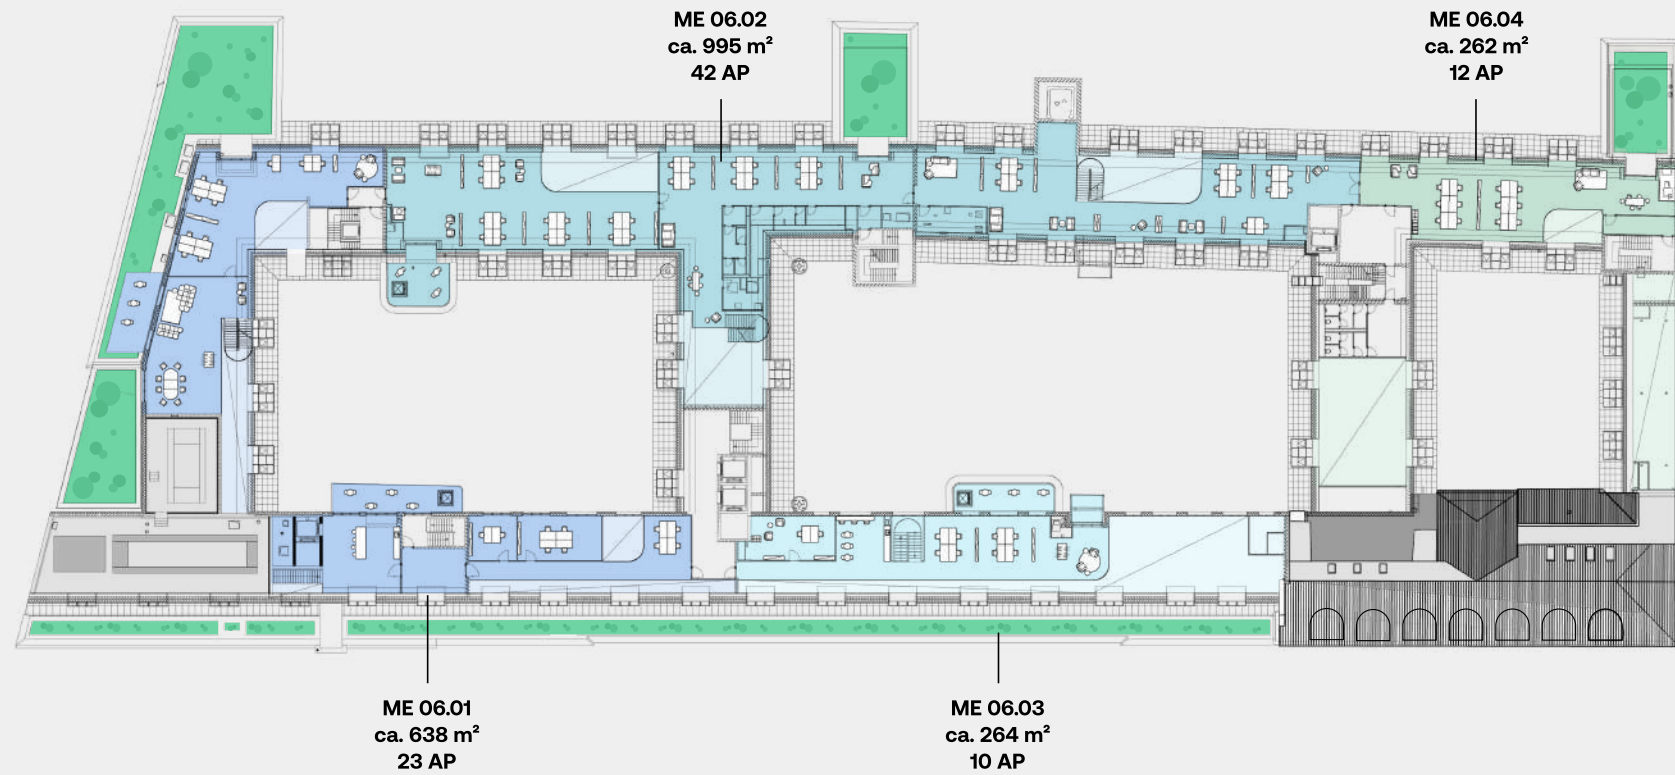 ME 06.02
ca. 995 m²
42 AP
ME 06.04
ca. 262 m²
12 AP
ME 06.01
ca. 638 m²
23 AP
ME 06.03
ca. 264 m²
10 AP